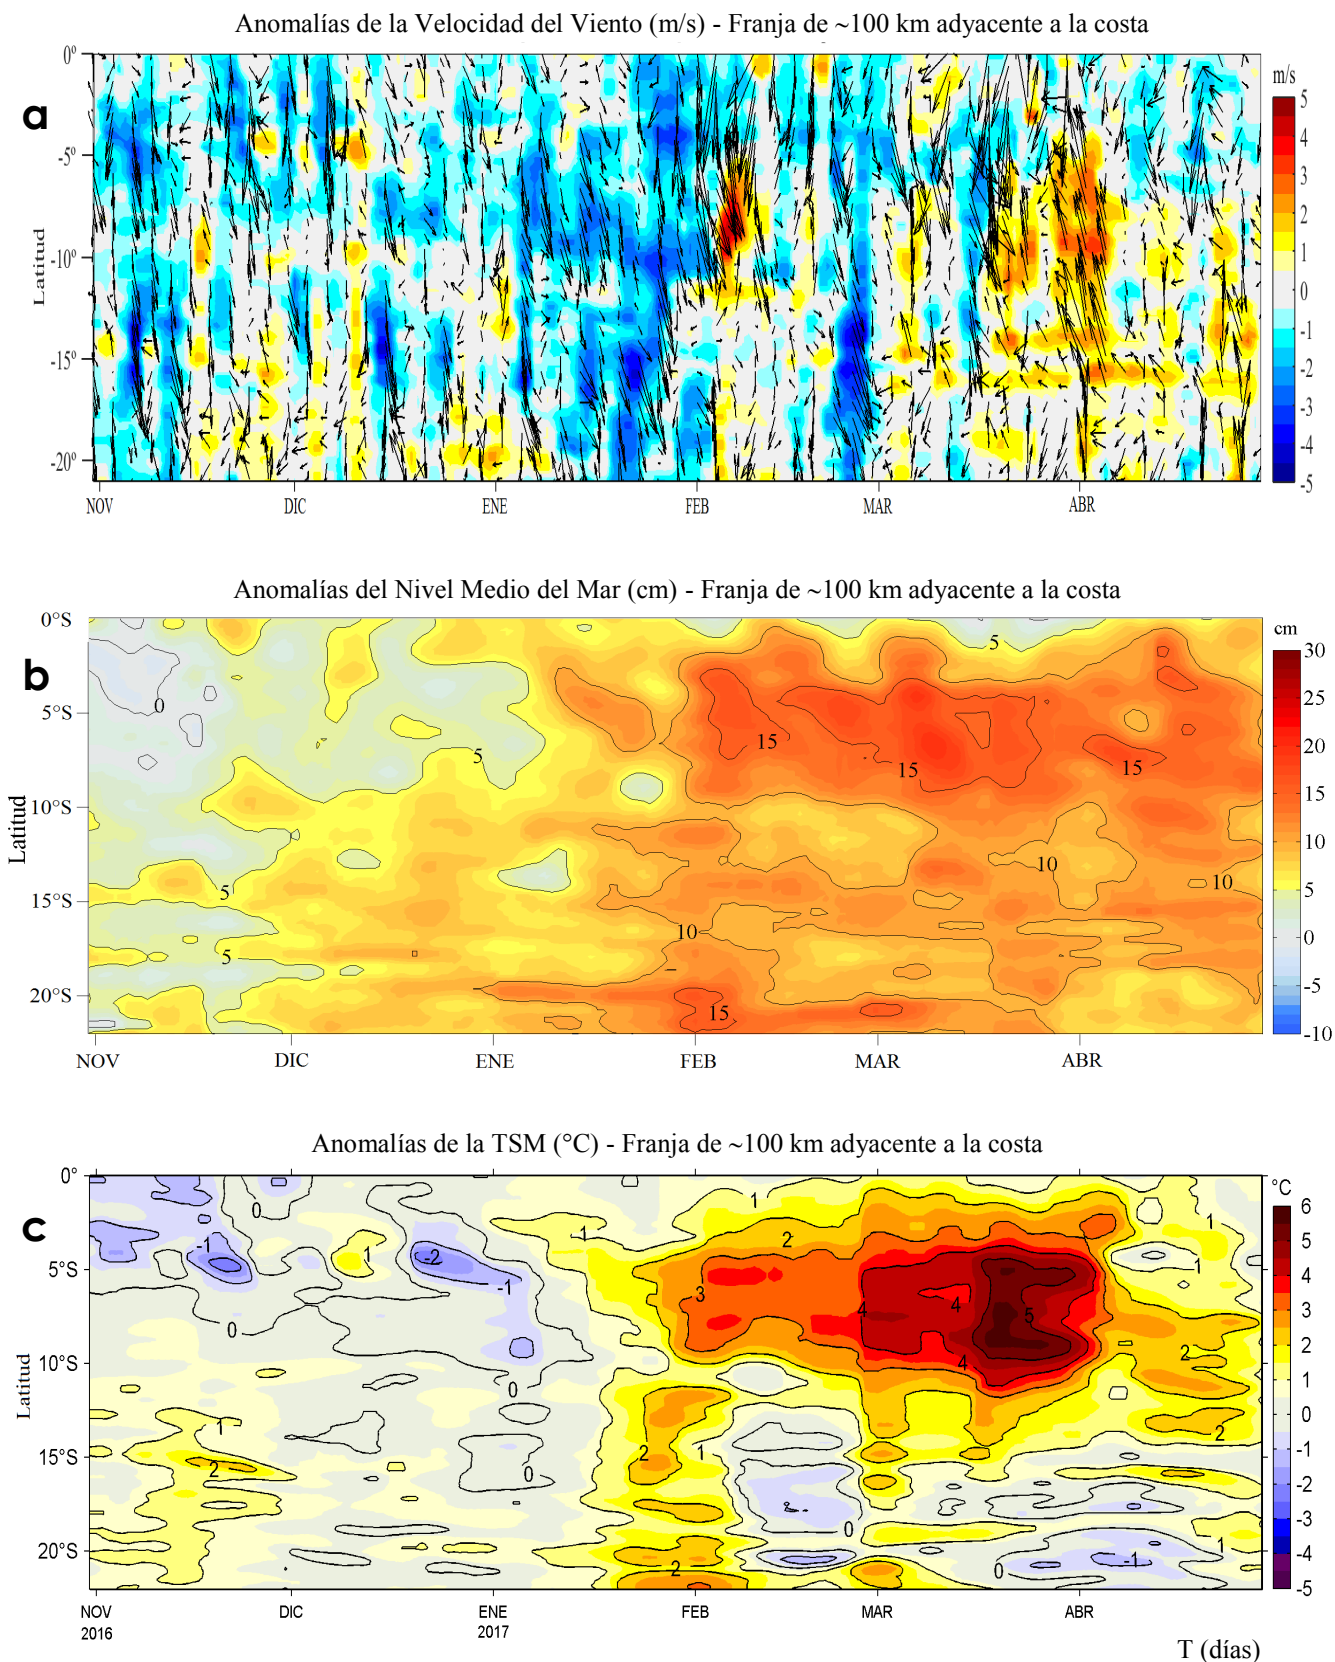 Anomalías de la Velocidad del Viento (m/s) - Franja de ~100 km adyacente a la costa
a
0º
-5º
-10º
-15º
-20º
Latitud
NOV DIC ENE FEB MAR ABR
m/s
5
4
3
2
1
0
-1
-2
-3
-4
-5
Anomalías del Nivel Medio del Mar (cm) - Franja de ~100 km adyacente a la costa
b
0°S
5°S
10°S
15°S
20°S
Latitud
0
5
5
5
5
15
15
15
10
10
10
15
NOV DIC ENE FEB MAR ABR
cm
30
25
20
15
10
5
0
-5
-10
Anomalías de la TSM (°C) - Franja de ~100 km adyacente a la costa
c
0°
5°S
10°S
15°S
20°S
Latitud
0
1
1
-1
1
-2
1
2
1
-1
3
4
4
5
0
4
2
0
1
2
0
2
1
2
0
1
2
0
-1
NOV DIC ENE FEB MAR ABR
2016 2017
°C
6
5
4
3
2
1
0
-1
-2
-3
-4
-5
T (días)